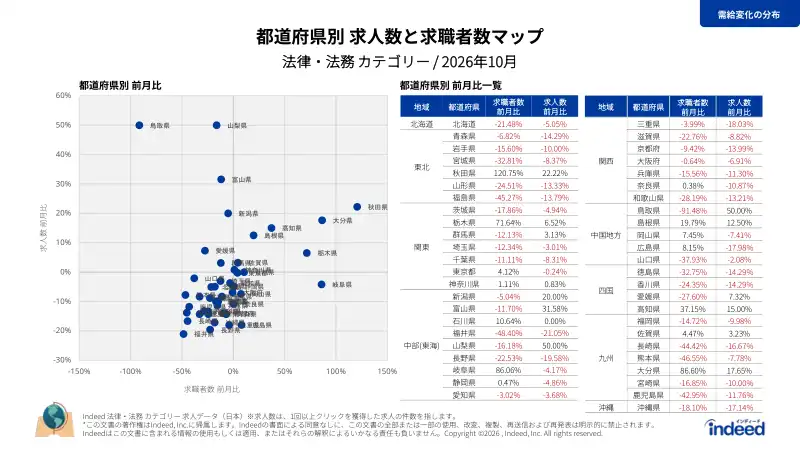 需給変化の分布
都道府県別 求人数と求職者数マップ
法律・法務 カテゴリー / 2026年10月
都道府県別 前月比
60%
50%
40%
30%
20%
10%
0%
-10%
-20%
-30%
-150%
-100%
-50%
0%
50%
100%
150%
求人数 前月比
求職者数 前月比
鳥取県
山梨県
富山県
秋田県
新潟県
大分県
高知県
島根県
愛媛県
栃木県
佐賀県
岐阜県
山口県
福井県
都道府県別 前月比一覧
地域 都道府県 求職者数 前月比 求人数 前月比
北海道 北海道 -21.48% -5.05%
東北 青森県 -6.82% -14.29%
岩手県 -15.60% -10.00%
宮城県 -32.81% -8.37%
秋田県 120.75% 22.22%
山形県 -24.51% -13.33%
福島県 -45.27% -13.79%
関東 茨城県 -17.86% -4.94%
栃木県 71.64% 6.52%
群馬県 -12.13% 3.13%
埼玉県 -12.34% -3.01%
千葉県 -11.11% -8.31%
東京都 4.12% -0.24%
神奈川県 1.11% 0.83%
中部(東海) 新潟県 -5.04% 20.00%
富山県 -11.70% 31.58%
石川県 10.64% 0.00%
福井県 -48.40% -21.05%
山梨県 -16.18% 50.00%
長野県 -22.53% -19.58%
岐阜県 86.06% -4.17%
静岡県 0.47% -4.86%
愛知県 -3.02% -3.68%
地域 都道府県 求職者数 前月比 求人数 前月比
関西 三重県 -3.99% -18.03%
滋賀県 -22.76% -8.82%
京都府 -9.42% -13.99%
大阪府 -0.64% -6.91%
兵庫県 -15.56% -11.30%
奈良県 0.38% -10.87%
和歌山県 -28.19% -13.21%
中国地方 鳥取県 -91.48% 50.00%
島根県 19.79% 12.50%
岡山県 7.45% -7.41%
広島県 8.15% -17.98%
山口県 -37.93% -2.08%
四国 徳島県 -32.75% -14.29%
香川県 -24.35% -14.29%
愛媛県 -27.60% 7.32%
高知県 37.15% 15.00%
九州 福岡県 -14.72% -9.98%
佐賀県 4.47% 3.23%
長崎県 -44.42% -16.67%
熊本県 -46.55% -7.78%
大分県 86.60% 17.65%
宮崎県 -16.85% -10.00%
鹿児島県 -42.95% -11.76%
沖縄 沖縄県 -18.10% -17.14%
Indeed 法律・法務 カテゴリー 求人データ（日本）※求人数は、1回以上クリックを獲得した求人の件数を指します。
*この文書の著作権はIndeed, Inc.に帰属します。Indeedの書面による同意なしに、この文書の全部または一部の使用、改変、複製、再送信および再発表は明示的に禁止されます。
Indeedはこの文書に含まれる情報の使用もしくは適用、またはそれらの解釈よるいかなる責任も負いません。Copyright ©2026 , Indeed, Inc. All rights reserved.
インディード
indeed